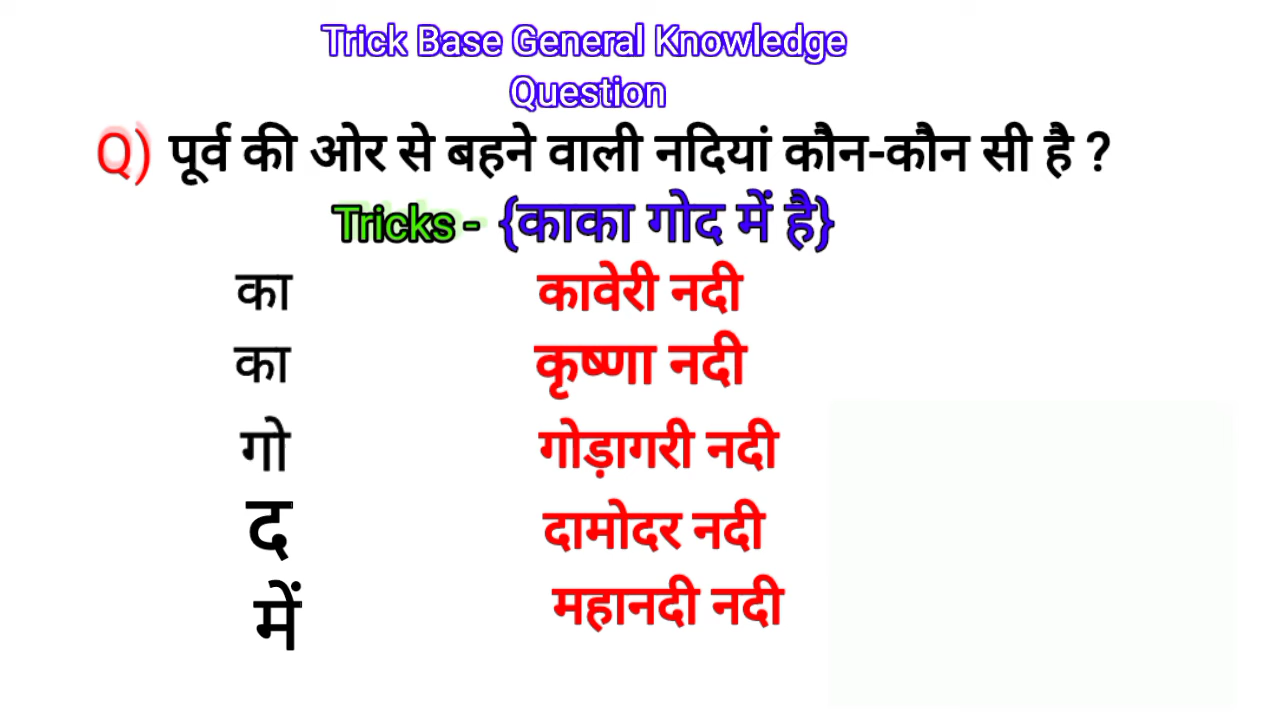 Trick Base General Knowledge
Question
Q) पूर्व की ओर से बहने वाली नदियां कौन-कौन सी है ?
Tricks - {काका गोद में है}
का कावेरी नदी
का कृष्णा नदी
गो गोड़ागरी नदी
द दामोदर नदी
में महानदी नदी